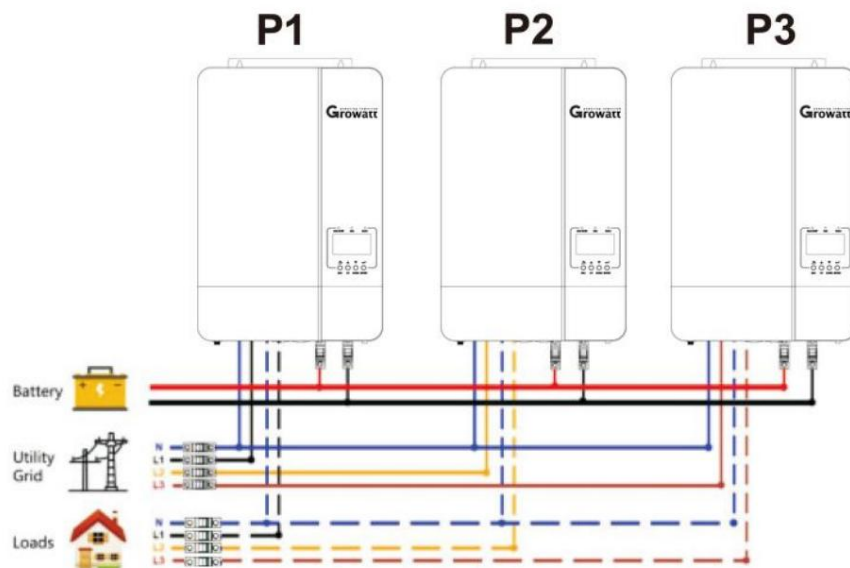 P1 P2 P3
Growatt Growatt Growatt
Battery
Utility
Grid
N
L1
L2
L3
Loads
N
L1
L2
L3